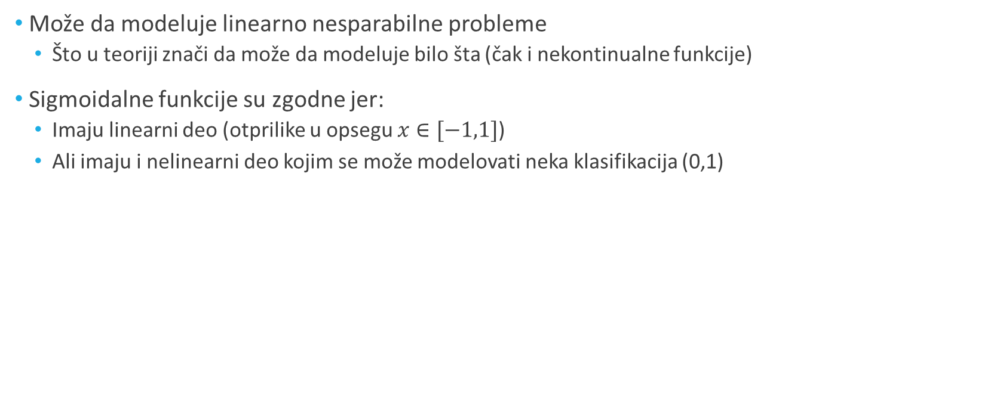 • Može da modeluje linearno nesparabilne probleme
• Što u teoriji znači da može da modeluje bilo šta (čak i nekontinualne funkcije)
• Sigmoidalne funkcije su zgodne jer:
• Imaju linearni deo (otprilike u opsegu x ∈ [−1,1])
• Ali imaju i nelinearni deo kojim se može modelovati neka klasifikacija (0,1)